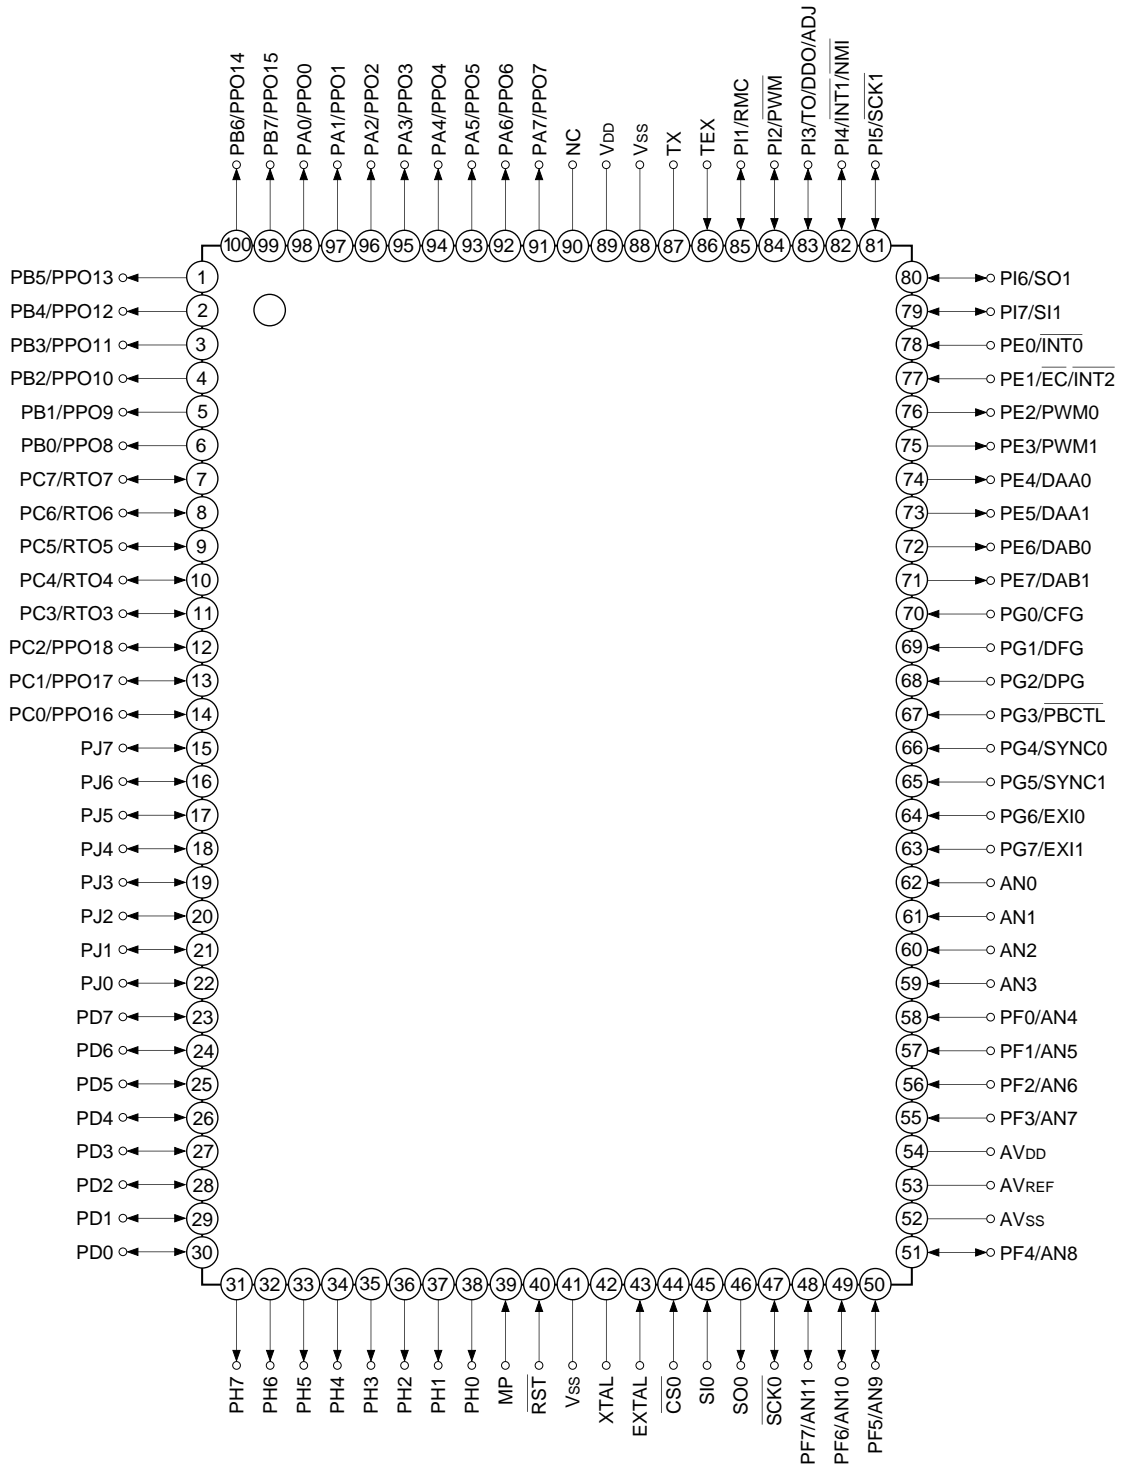 PB6/PPO14
PB7/PPO15
PA0/PPO0
PA1/PPO1
PA2/PPO2
PA3/PPO3
PA4/PPO4
PA5/PPO5
PA6/PPO6
PA7/PPO7
NC
VDD
VSS
TX
TEX
PI1/RMC
PI2/PWM
PI3/TO/DDO/ADJ
PI4/INT1/NMI
PI5/SCK1
100 99 98 97 96 95 94 93 92 91 90 89 88 87 86 85 84 83 82 81
PB5/PPO13 1 80 PI6/SO1
PB4/PPO12 2 79 PI7/SI1
PB3/PPO11 3 78 PE0/INT0
PB2/PPO10 4 77 PE1/EC/INT2
PB1/PPO9 5 76 PE2/PWM0
PB0/PPO8 6 75 PE3/PWM1
PC7/RTO7 7 74 PE4/DAA0
PC6/RTO6 8 73 PE5/DAA1
PC5/RTO5 9 72 PE6/DAB0
PC4/RTO4 10 71 PE7/DAB1
PC3/RTO3 11 70 PG0/CFG
PC2/PPO18 12 69 PG1/DFG
PC1/PPO17 13 68 PG2/DPG
PC0/PPO16 14 67 PG3/PBCTL
PJ7 15 66 PG4/SYNC0
PJ6 16 65 PG5/SYNC1
PJ5 17 64 PG6/EXI0
PJ4 18 63 PG7/EXI1
PJ3 19 62 AN0
PJ2 20 61 AN1
PJ1 21 60 AN2
PJ0 22 59 AN3
PD7 23 58 PF0/AN4
PD6 24 57 PF1/AN5
PD5 25 56 PF2/AN6
PD4 26 55 PF3/AN7
PD3 27 54 AVDD
PD2 28 53 AVREF
PD1 29 52 AVSS
PD0 30 51 PF4/AN8
31 32 33 34 35 36 37 38 39 40 41 42 43 44 45 46 47 48 49 50
PH7
PH6
PH5
PH4
PH3
PH2
PH1
PH0
MP
RST
VSS
XTAL
EXTAL
CS0
SI0
SO0
SCK0
PF7/AN11
PF6/AN10
PF5/AN9